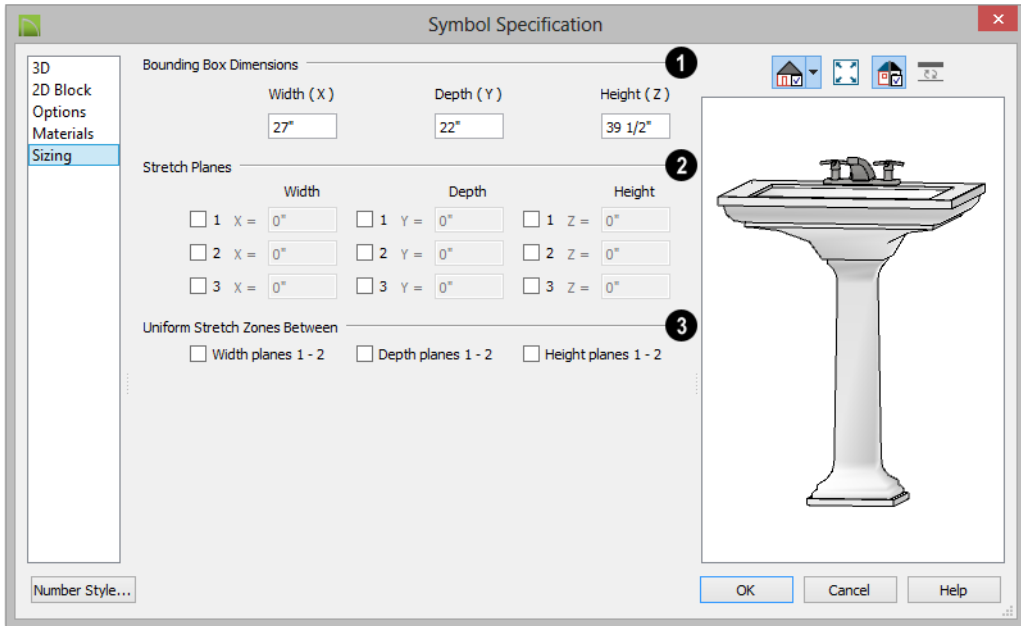 Symbol Specification
3D
2D Block
Options
Materials
Sizing
Bounding Box Dimensions 1
Width ( X ) Depth ( Y ) Height ( Z )
27" 22" 39 1/2"
Stretch Planes 2
Width Depth Height
1 X = 0" 1 Y = 0" 1 Z = 0"
2 X = 0" 2 Y = 0" 2 Z = 0"
3 X = 0" 3 Y = 0" 3 Z = 0"
Uniform Stretch Zones Between 3
Width planes 1 - 2 Depth planes 1 - 2 Height planes 1 - 2
Number Style... OK Cancel Help